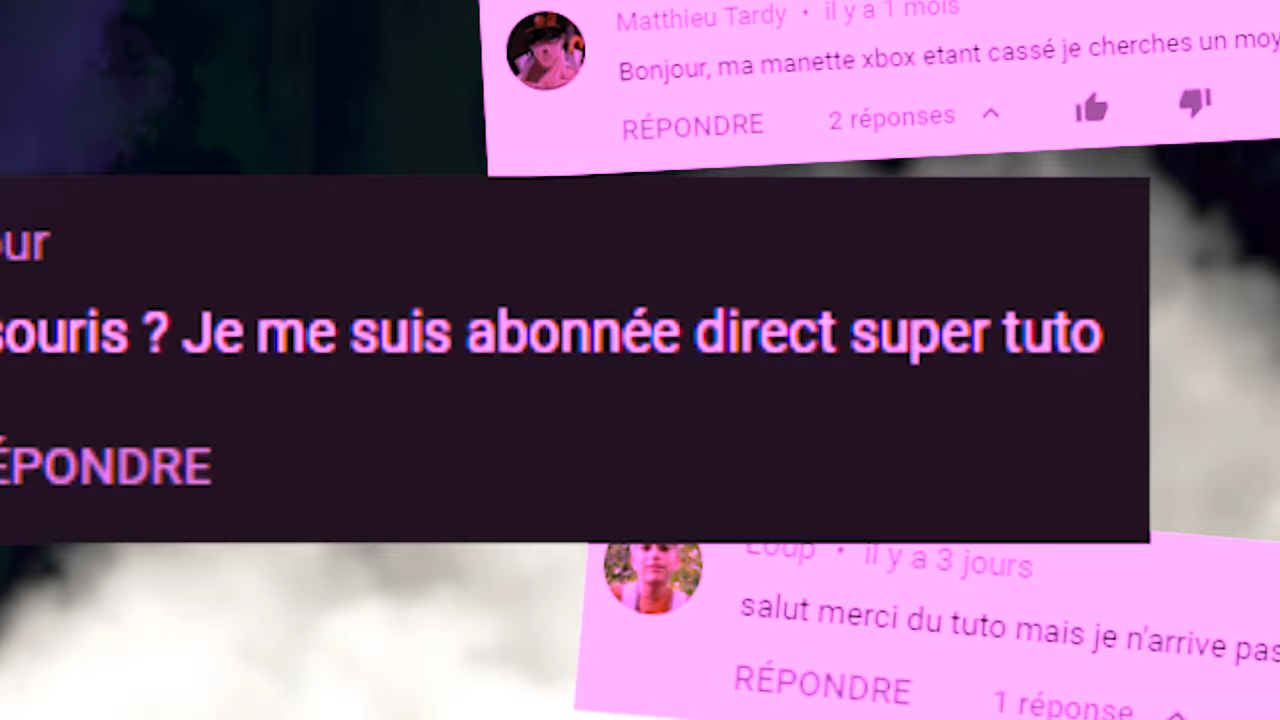 Matthieu Tardy • il y a 1 mois
Bonjour, ma manette xbox etant cassé je cherches un moy
RÉPONDRE 2 réponses
our
souris ? Je me suis abonnée direct super tuto
ÉPONDRE
Loup • il y a 3 jours
salut merci du tuto mais je n'arrive pas
RÉPONDRE 1 réponse